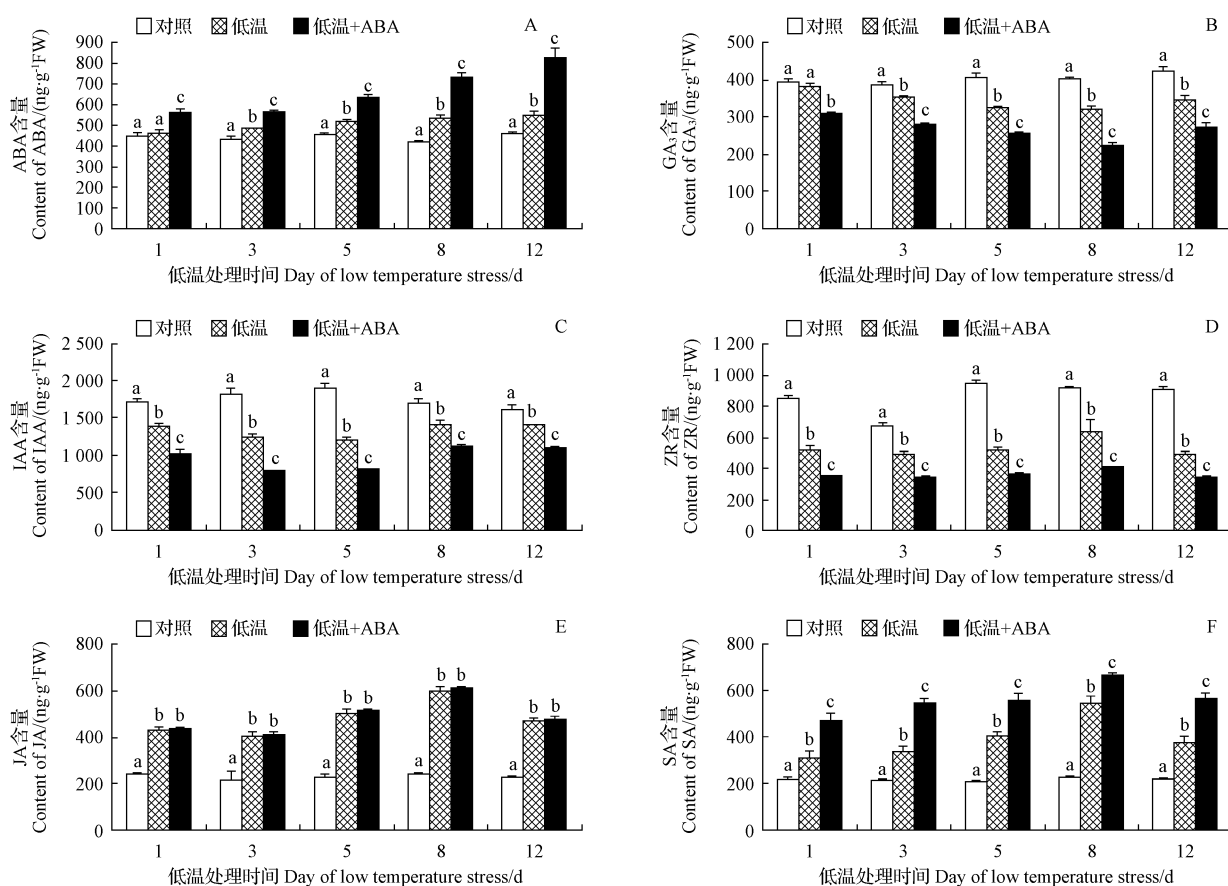 对照 低温 低温+ABA A
ABA含量
Content of ABA/(ng·g⁻¹FW)
900
800
700
600
500
400
300
200
100
0
a a c a b c a b c a b c a b c
1 3 5 8 12
低温处理时间 Day of low temperature stress/d
对照 低温 低温+ABA B
GA₃含量
Content of GA₃/(ng·g⁻¹FW)
500
400
300
200
100
0
a a b a b c a b c a b c a b c
1 3 5 8 12
低温处理时间 Day of low temperature stress/d
对照 低温 低温+ABA C
IAA含量
Content of IAA/(ng·g⁻¹FW)
2 500
2 000
1 500
1 000
500
0
a b c a b c a b c a b c a b c
1 3 5 8 12
低温处理时间 Day of low temperature stress/d
对照 低温 低温+ABA D
ZR含量
Content of ZR/(ng·g⁻¹FW)
1 200
1 000
800
600
400
200
0
a b c a b c a b c a b c a b c
1 3 5 8 12
低温处理时间 Day of low temperature stress/d
对照 低温 低温+ABA E
JA含量
Content of JA/(ng·g⁻¹FW)
800
600
400
200
0
a b b a b b a b b a b b a b b
1 3 5 8 12
低温处理时间 Day of low temperature stress/d
对照 低温 低温+ABA F
SA含量
Content of SA/(ng·g⁻¹FW)
800
600
400
200
0
a b c a b c a b c a b c a b c
1 3 5 8 12
低温处理时间 Day of low temperature stress/d